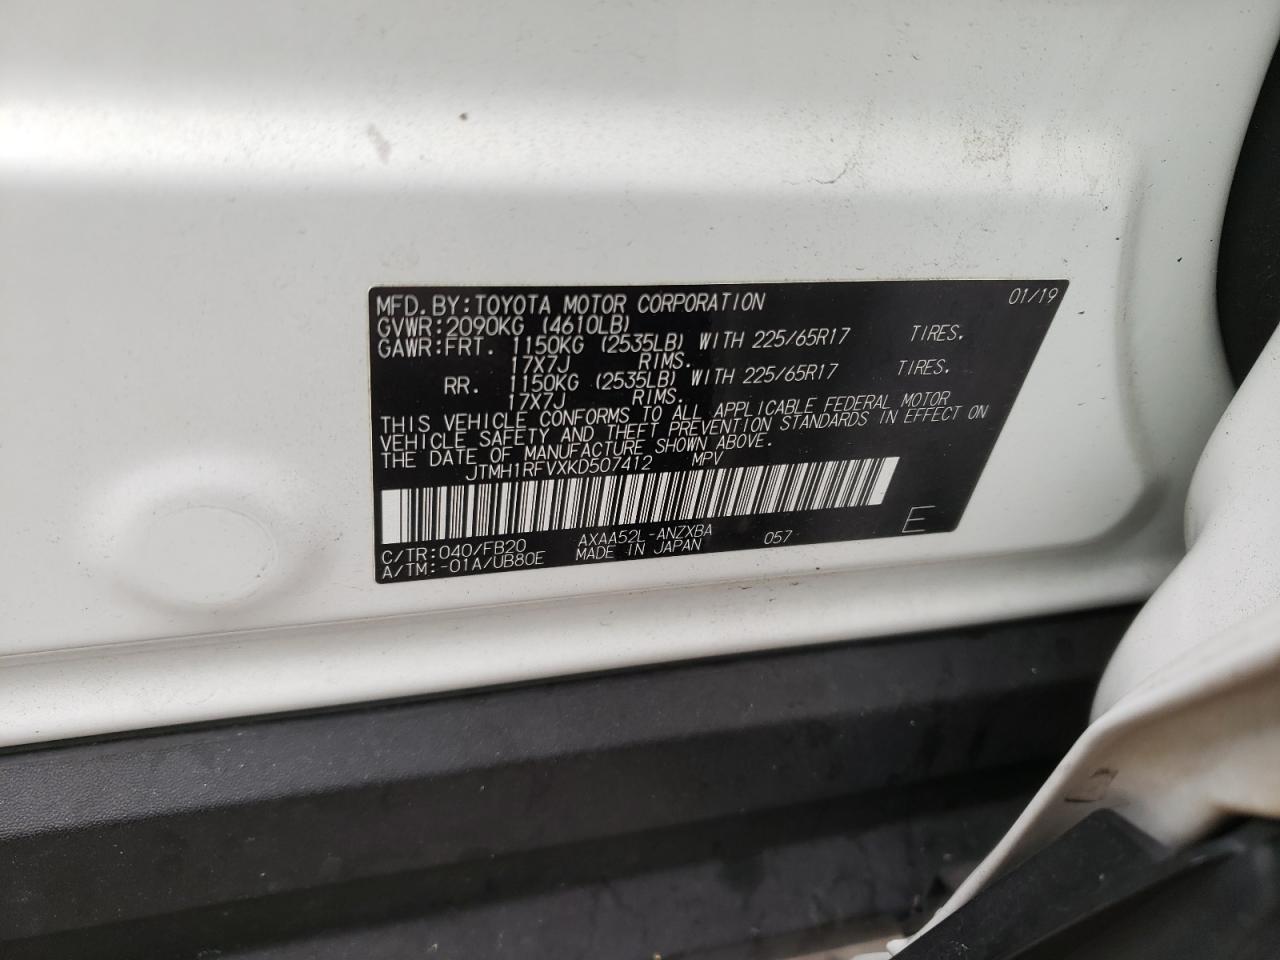 MFD.BY:TOYOTA MOTOR CORPORATION 01/19
GVWR:2090KG (4610LB)
GAWR:FRT. 1150KG (2535LB) WITH 225/65R17 TIRES.
17X7J RIMS.
RR. 1150KG (2535LB) WITH 225/65R17 TIRES.
17X7J RIMS.
THIS VEHICLE CONFORMS TO ALL APPLICABLE FEDERAL MOTOR
VEHICLE SAFETY AND THEFT PREVENTION STANDARDS IN EFFECT ON
THE DATE OF MANUFACTURE SHOWN ABOVE.
JTMH1RFVXKD507412 MPV
C/TR:040/FB20 AXAA52L-ANZXBA 057 E
A/TM:-01A/UB80E MADE IN JAPAN